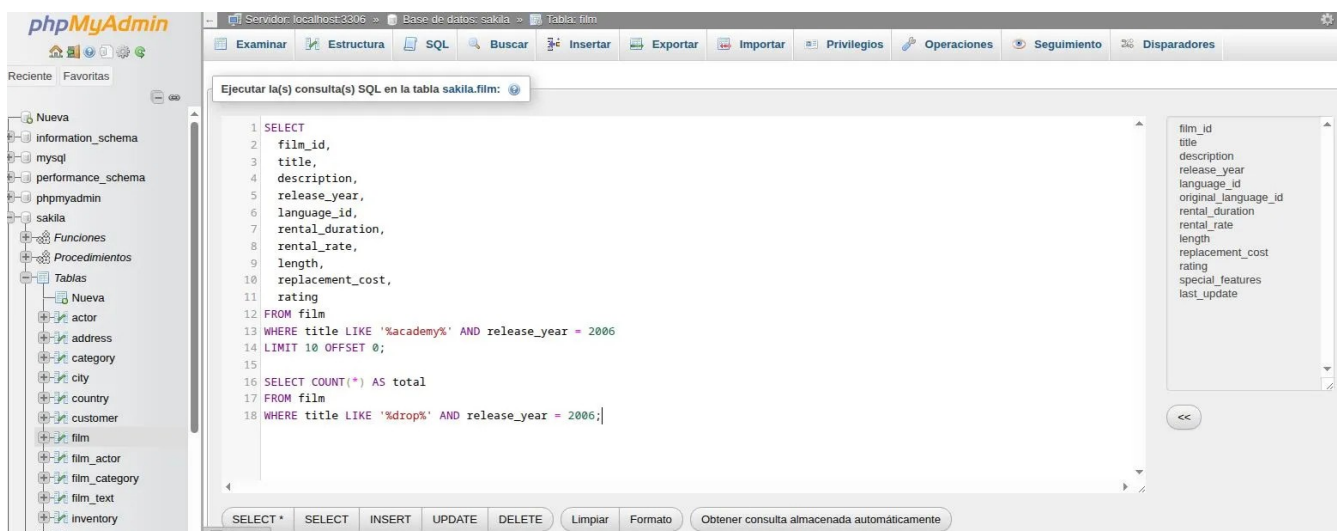 phpMyAdmin
Servidor: localhost:3306 » Base de datos: sakila » Tabla: film
Examinar Estructura SQL Buscar Insertar Exportar Importar Privilegios Operaciones Seguimiento Disparadores
Reciente Favoritas
Nueva
information_schema
mysql
performance_schema
phpmyadmin
sakila
Funciones
Procedimientos
Tablas
Nueva
actor
address
category
city
country
customer
film
film_actor
film_category
film_text
inventory
Ejecutar la(s) consulta(s) SQL en la tabla sakila.film:
1 SELECT
2 film_id,
3 title,
4 description,
5 release_year,
6 language_id,
7 rental_duration,
8 rental_rate,
9 length,
10 replacement_cost,
11 rating
12 FROM film
13 WHERE title LIKE '%academy%' AND release_year = 2006
14 LIMIT 10 OFFSET 0;
15
16 SELECT COUNT(*) AS total
17 FROM film
18 WHERE title LIKE '%drop%' AND release_year = 2006;
film_id
title
description
release_year
language_id
original_language_id
rental_duration
rental_rate
length
replacement_cost
rating
special_features
last_update
<<
SELECT * SELECT INSERT UPDATE DELETE Limpiar Formato Obtener consulta almacenada automáticamente